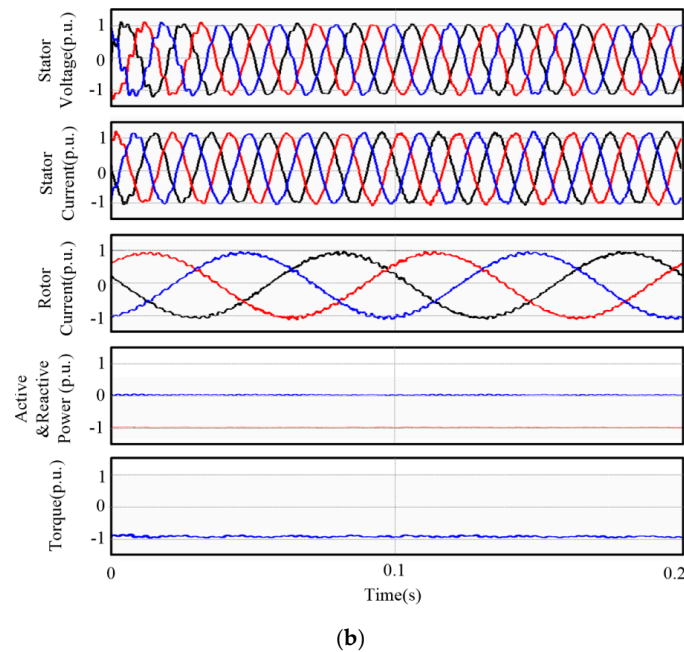 Stator
Voltage(p.u.)
1
0
-1
Stator
Current(p.u.)
1
0
-1
Rotor
Current(p.u.)
1
0
-1
Active
&Reactive
Power (p.u.)
1
0
-1
Torque(p.u.)
1
0
-1
0
0.1
0.2
Time(s)
(b)